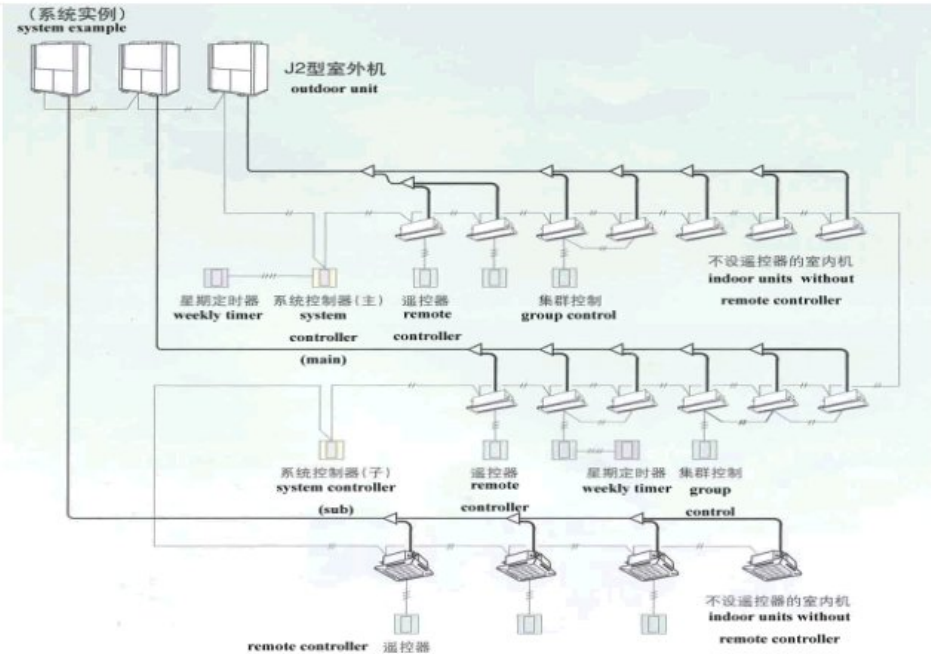 (系统实例)
system example
J2型室外机
outdoor unit
不设遥控器的室内机
indoor units without
remote controller
星期定时器
weekly timer
系统控制器(主)
system
controller
(main)
遥控器
remote
controller
集群控制
group control
系统控制器(子)
system controller
(sub)
遥控器
remote
controller
星期定时器
weekly timer
集群控制
group
control
不设遥控器的室内机
indoor units without
remote controller
remote controller 遥控器